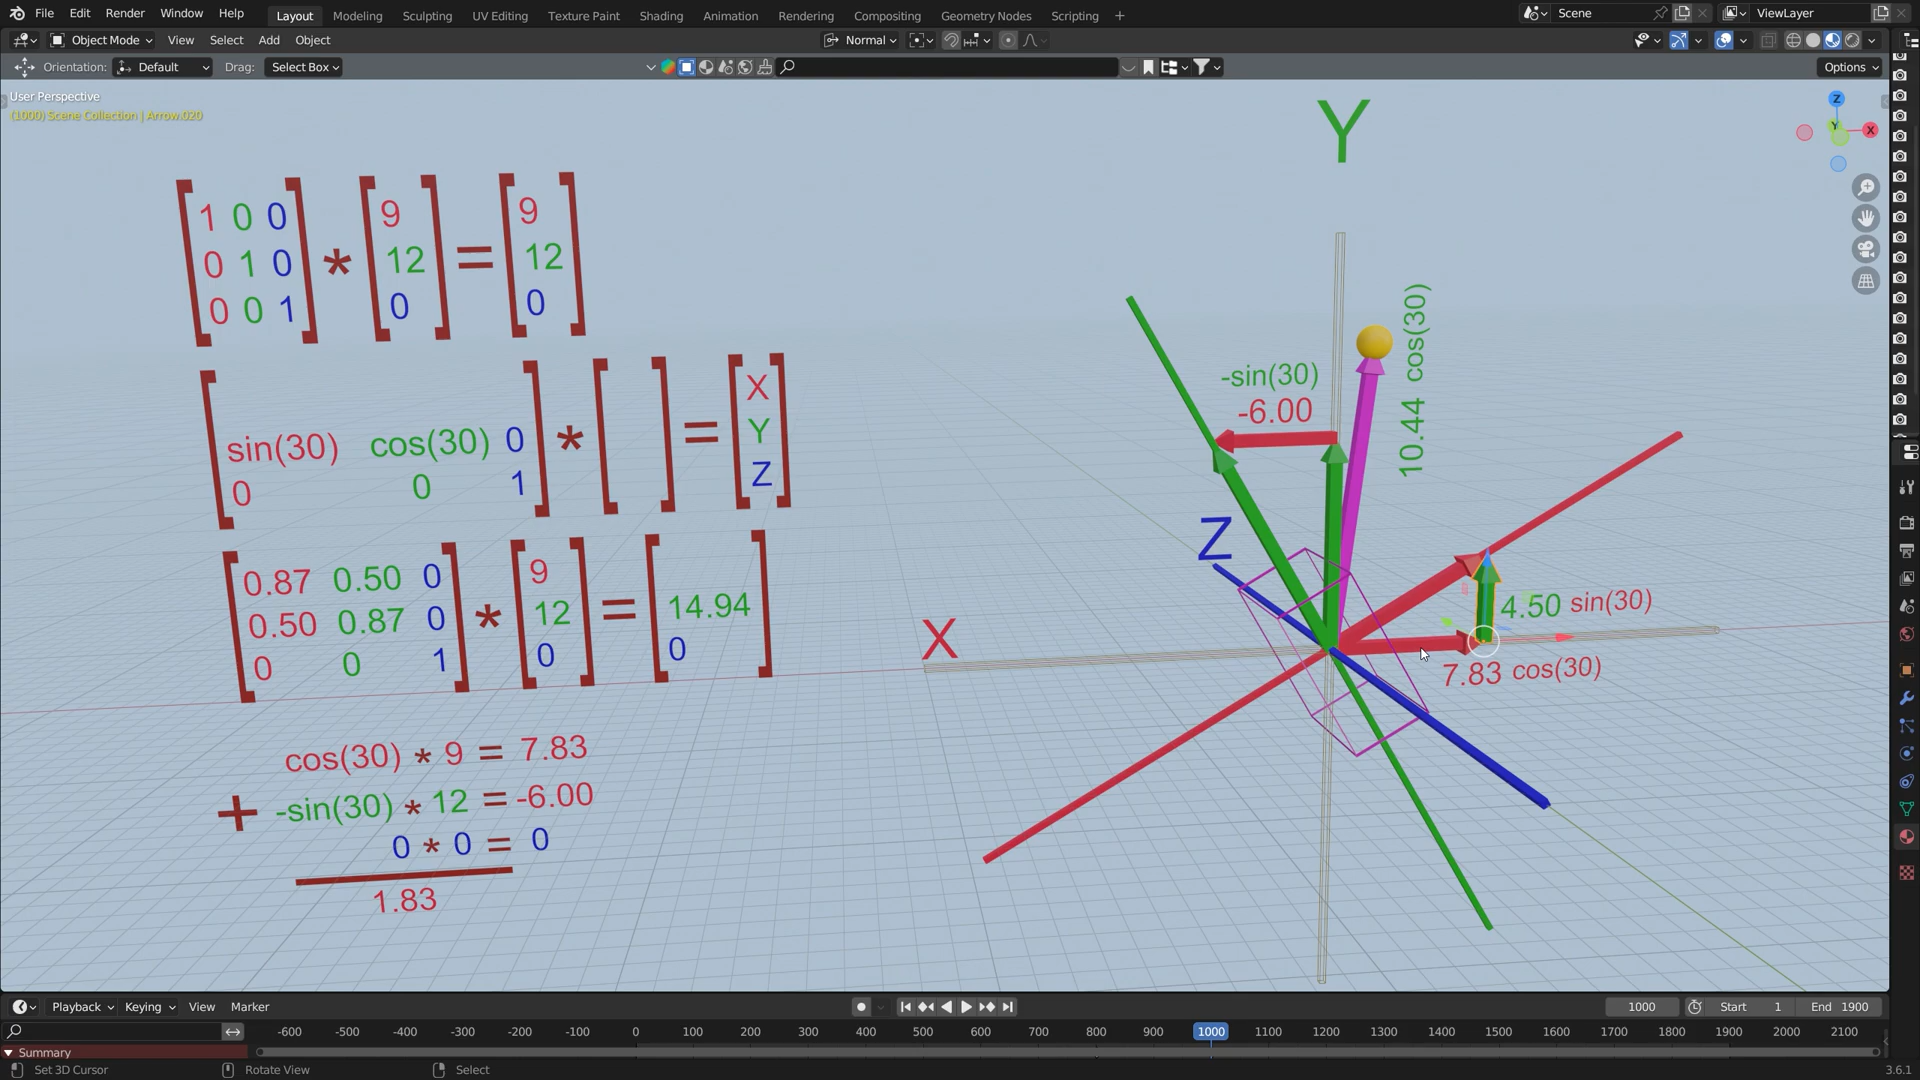 File Edit Render Window Help Layout Modeling Sculpting UV Editing Texture Paint Shading Animation Rendering Compositing Geometry Nodes Scripting + Scene ViewLayer
Object Mode View Select Add Object Normal
Orientation: Default Drag: Select Box Options
User Perspective
(1000) Scene Collection | Arrow.020
1 0 0
0 1 0
0 0 1
*
9
12
0
=
9
12
0
sin(30) cos(30) 0
0 0 1
*
=
X
Y
Z
0.87 0.50 0
0.50 0.87 0
0 0 1
*
9
12
0
=
14.94
0
cos(30) * 9 = 7.83
+ -sin(30) * 12 = -6.00
0 * 0 = 0
1.83
Y
-sin(30)
-6.00
10.44 cos(30)
Z
X
4.50 sin(30)
7.83 cos(30)
Z
Y
X
Playback Keying View Marker 1000 Start 1 End 1900
-600 -500 -400 -300 -200 -100 0 100 200 300 400 500 600 700 800 900 1000 1100 1200 1300 1400 1500 1600 1700 1800 1900 2000 2100
Summary
Set 3D Cursor Rotate View Select 3.6.1